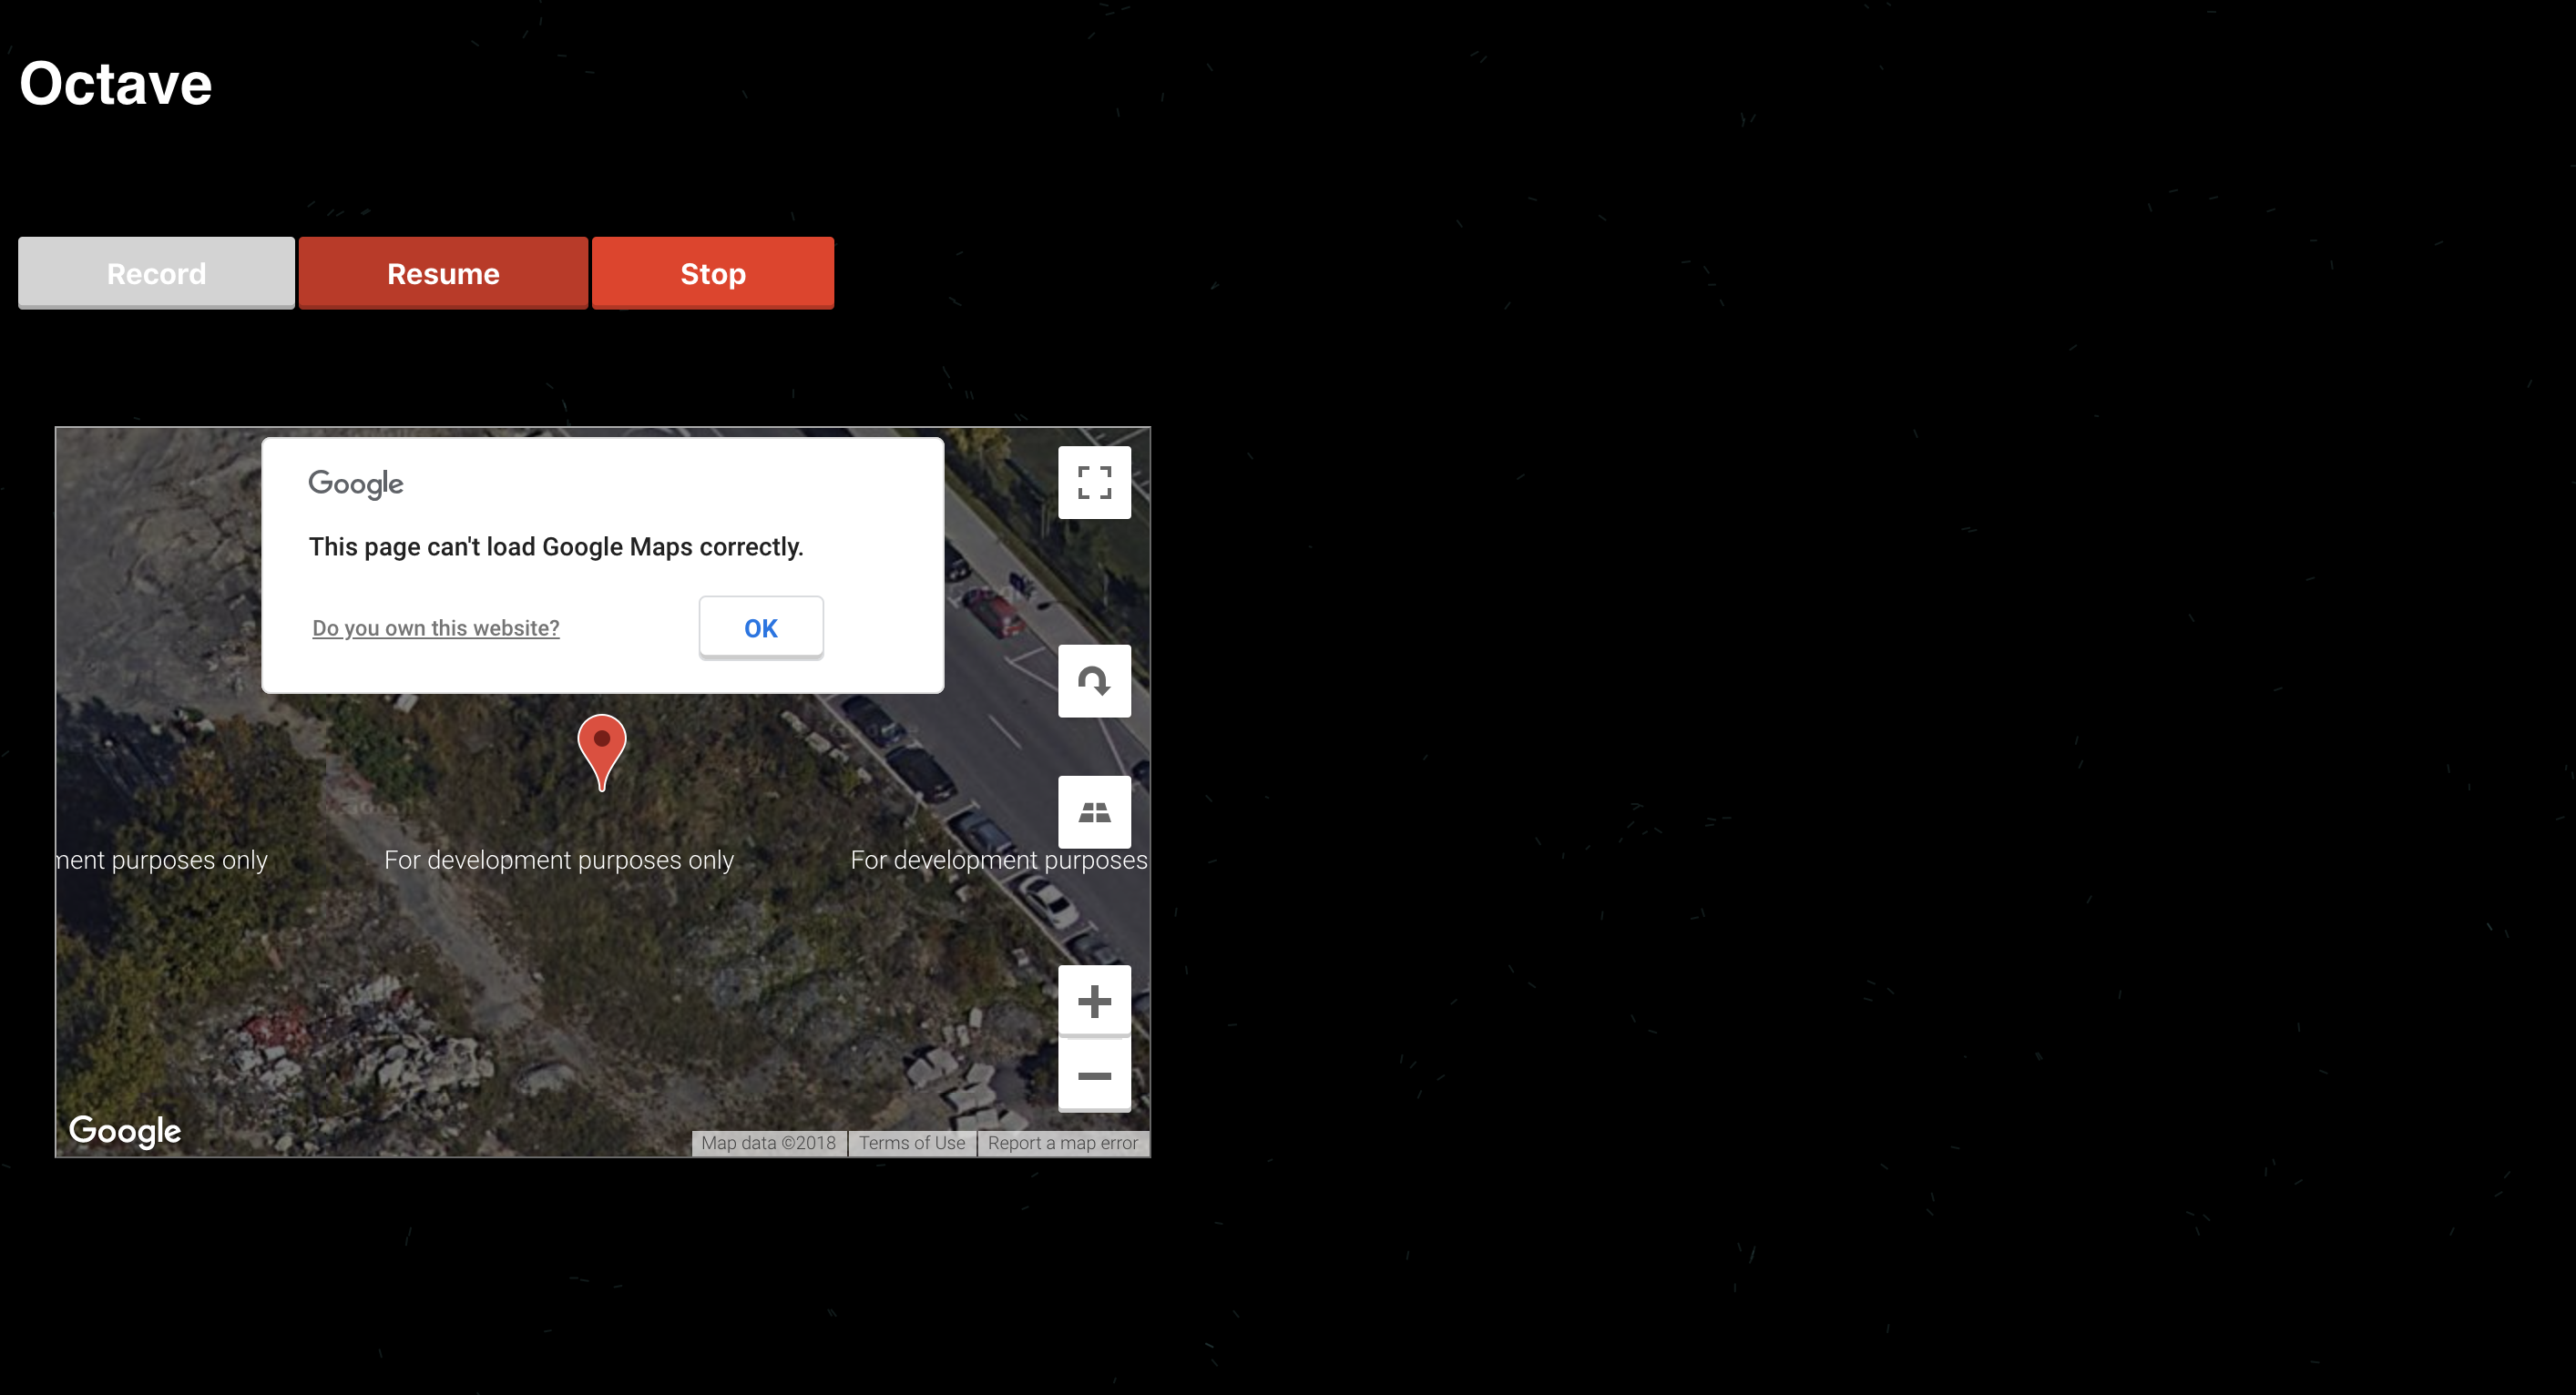 Octave
Record Resume Stop
Google
This page can't load Google Maps correctly.
Do you own this website? OK
ment purposes only For development purposes only For development purposes
Google
Map data ©2018 Terms of Use Report a map error